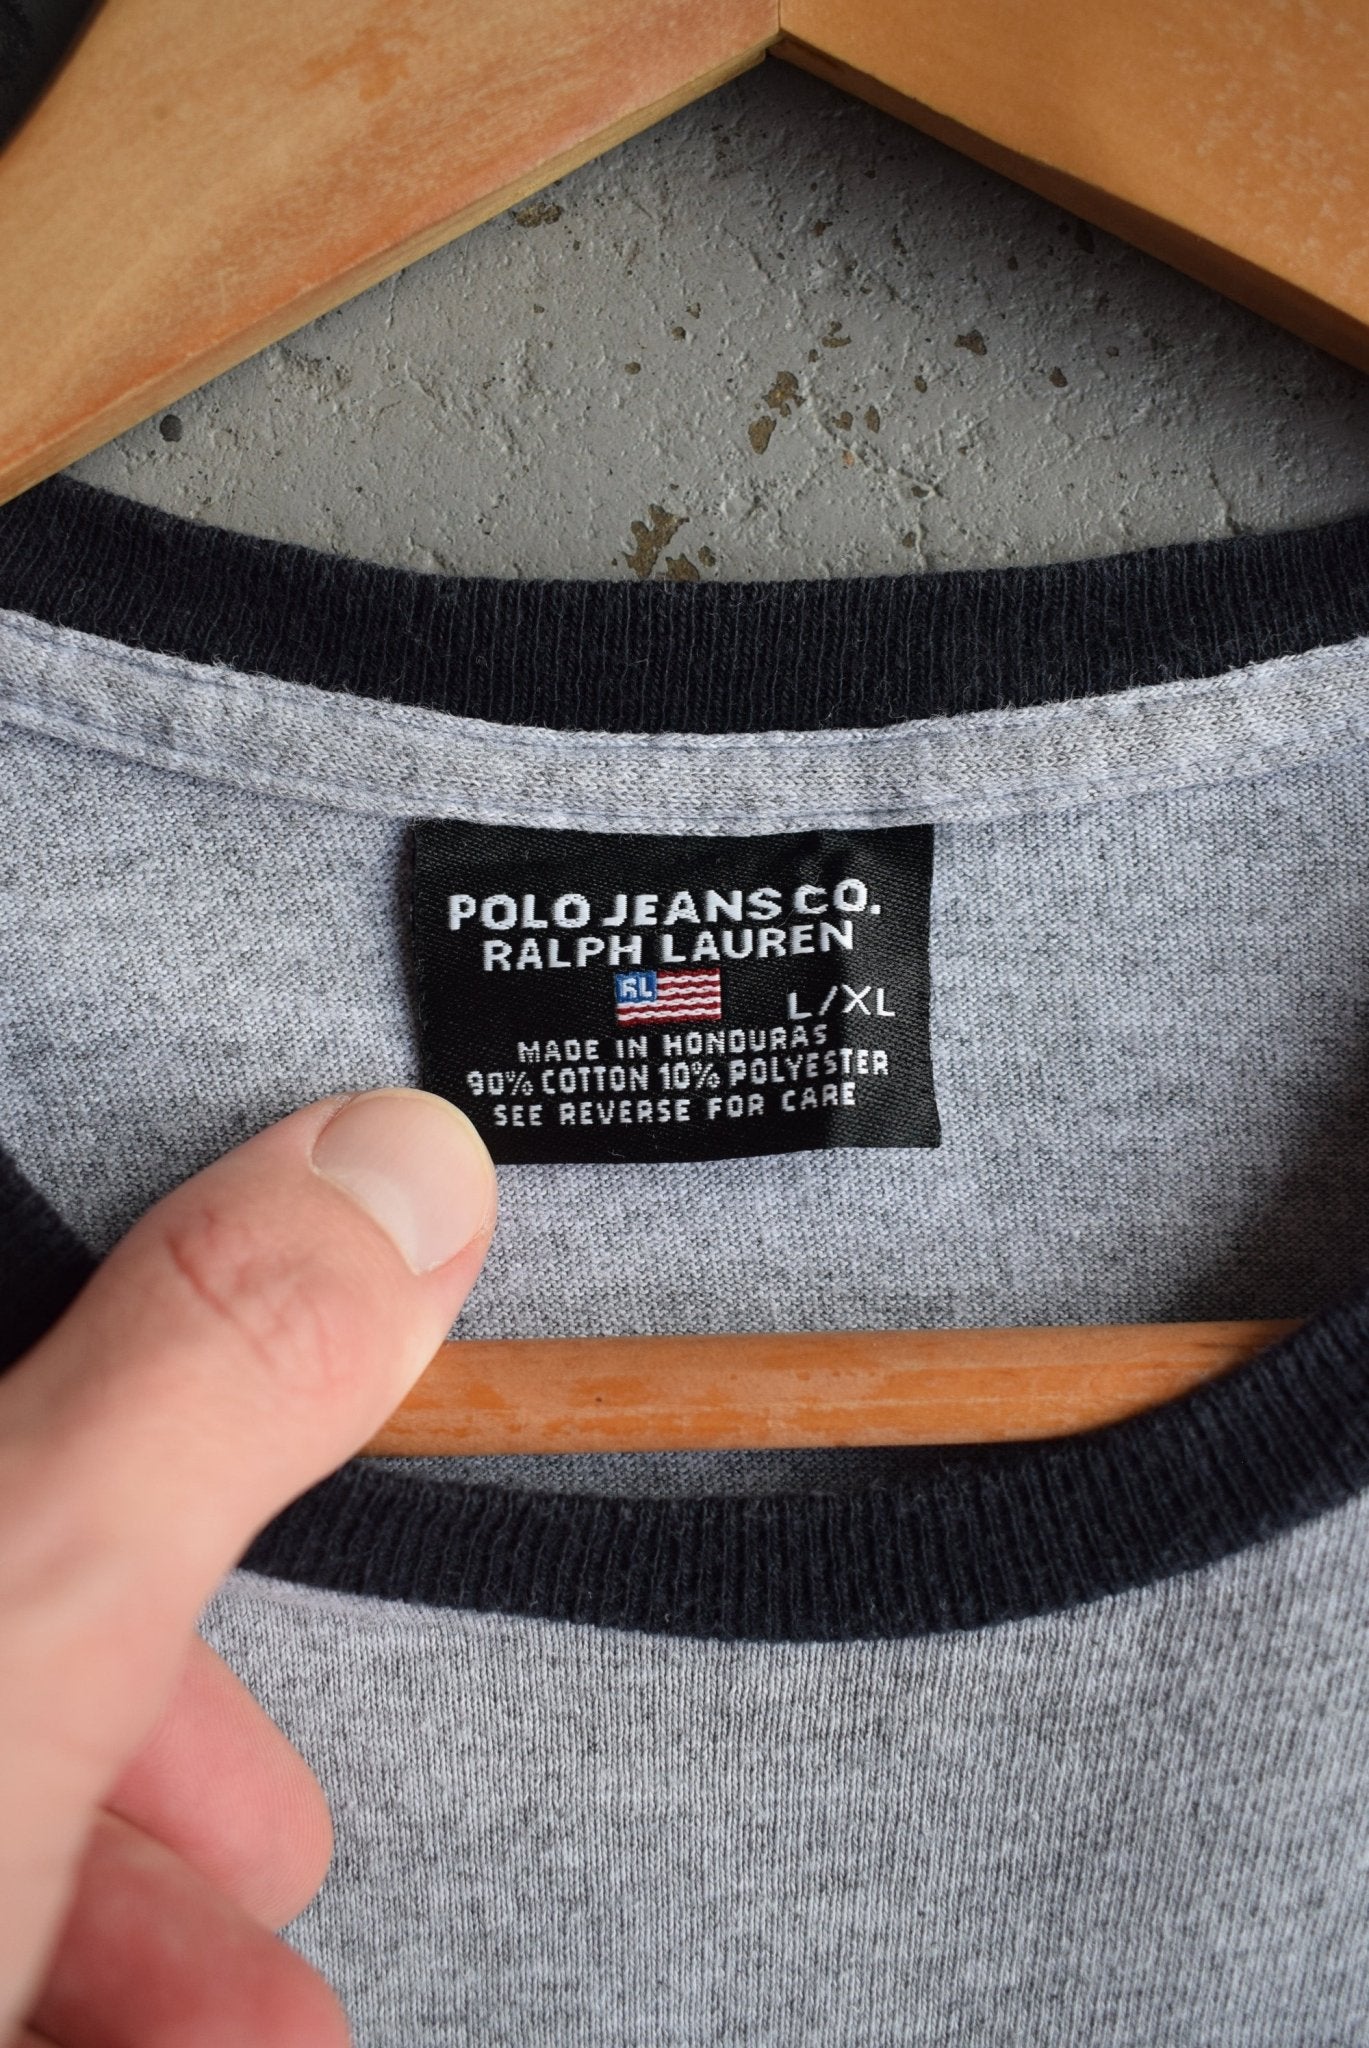 POLO JEANS CO.
RALPH LAUREN
RL
L/XL
MADE IN HONDURAS
90% COTTON 10% POLYESTER
SEE REVERSE FOR CARE